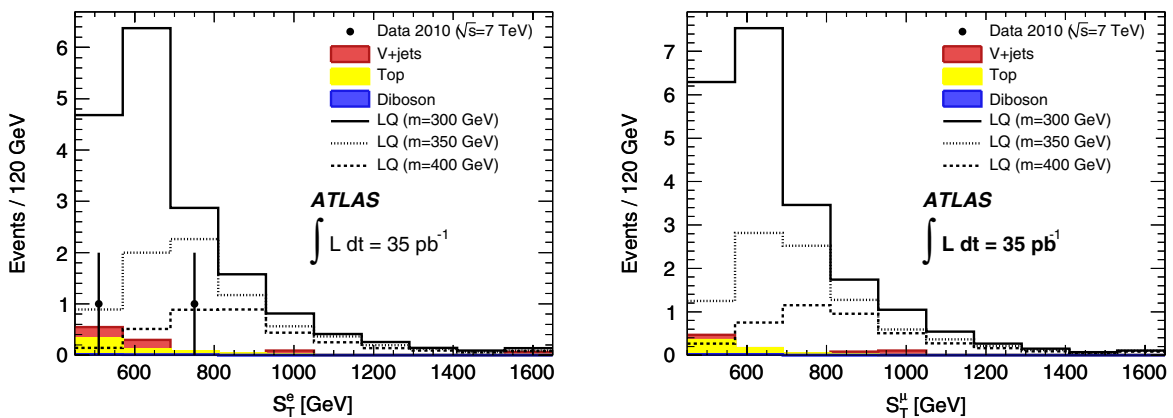 Events / 120 GeV
6
5
4
3
2
1
0
Data 2010 (√s=7 TeV)
V+jets
Top
Diboson
LQ (m=300 GeV)
LQ (m=350 GeV)
LQ (m=400 GeV)
ATLAS
∫ L dt = 35 pb⁻¹
600 800 1000 1200 1400 1600
S_T^e [GeV]
Events / 120 GeV
7
6
5
4
3
2
1
0
Data 2010 (√s=7 TeV)
V+jets
Top
Diboson
LQ (m=300 GeV)
LQ (m=350 GeV)
LQ (m=400 GeV)
ATLAS
∫ L dt = 35 pb⁻¹
600 800 1000 1200 1400 1600
S_T^μ [GeV]